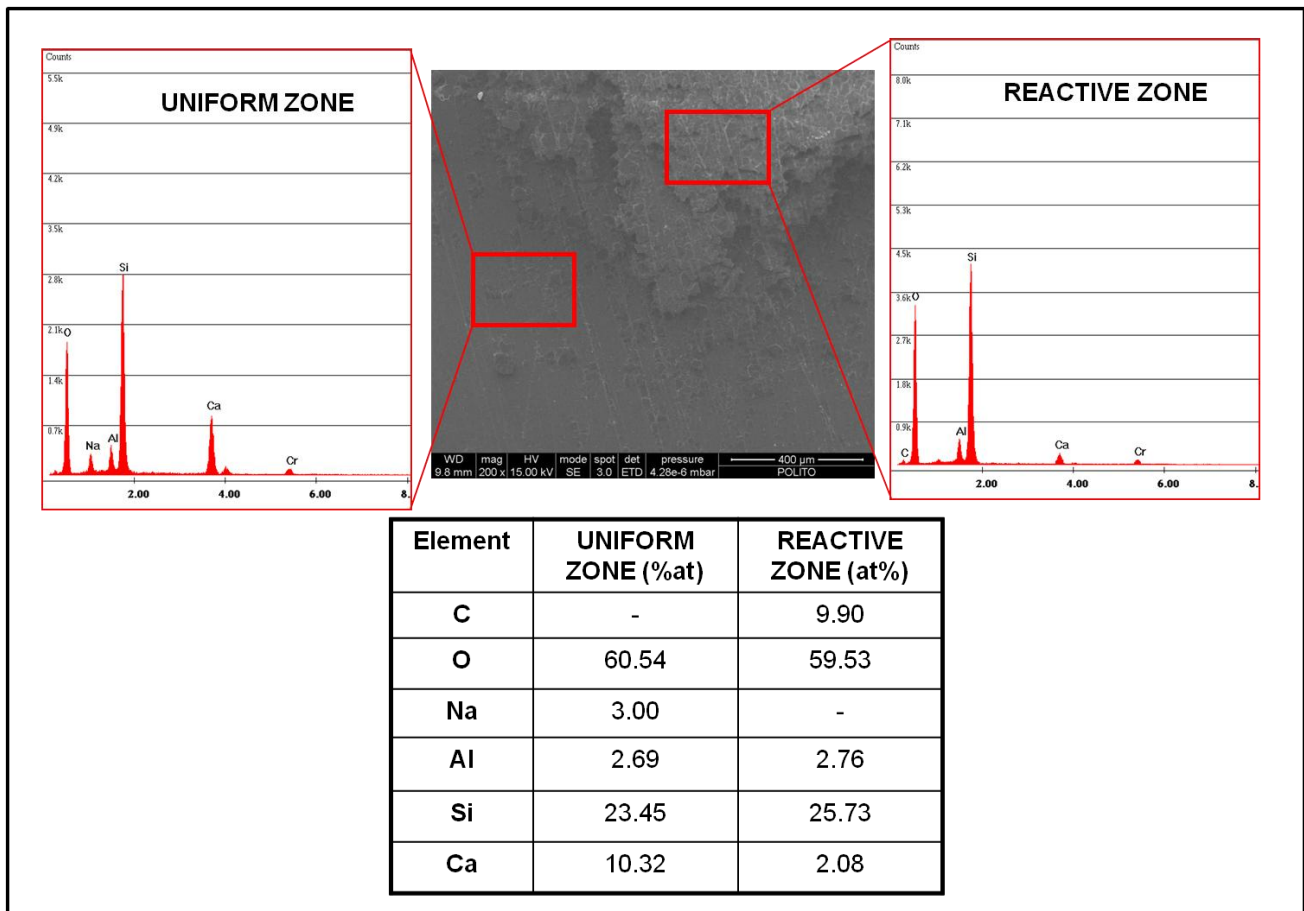 Counts
5.5k
UNIFORM ZONE
4.9k
4.2k
3.5k
Si
2.8k
2.1k
O
1.4k
Ca
0.7k
Na
Al
Cr
2.00 4.00 6.00 8.
WD mag HV mode spot det pressure 400 µm
9.8 mm 200 x 15.00 kV SE 3.0 ETD 4.28e-6 mbar POLITO
Counts
8.0k
REACTIVE ZONE
7.1k
6.2k
5.3k
4.5k
Si
3.6k
O
2.7k
1.8k
0.9k
Al
Ca
C
Cr
2.00 4.00 6.00 8.
Element UNIFORM ZONE (%at) REACTIVE ZONE (at%)
C - 9.90
O 60.54 59.53
Na 3.00 -
Al 2.69 2.76
Si 23.45 25.73
Ca 10.32 2.08